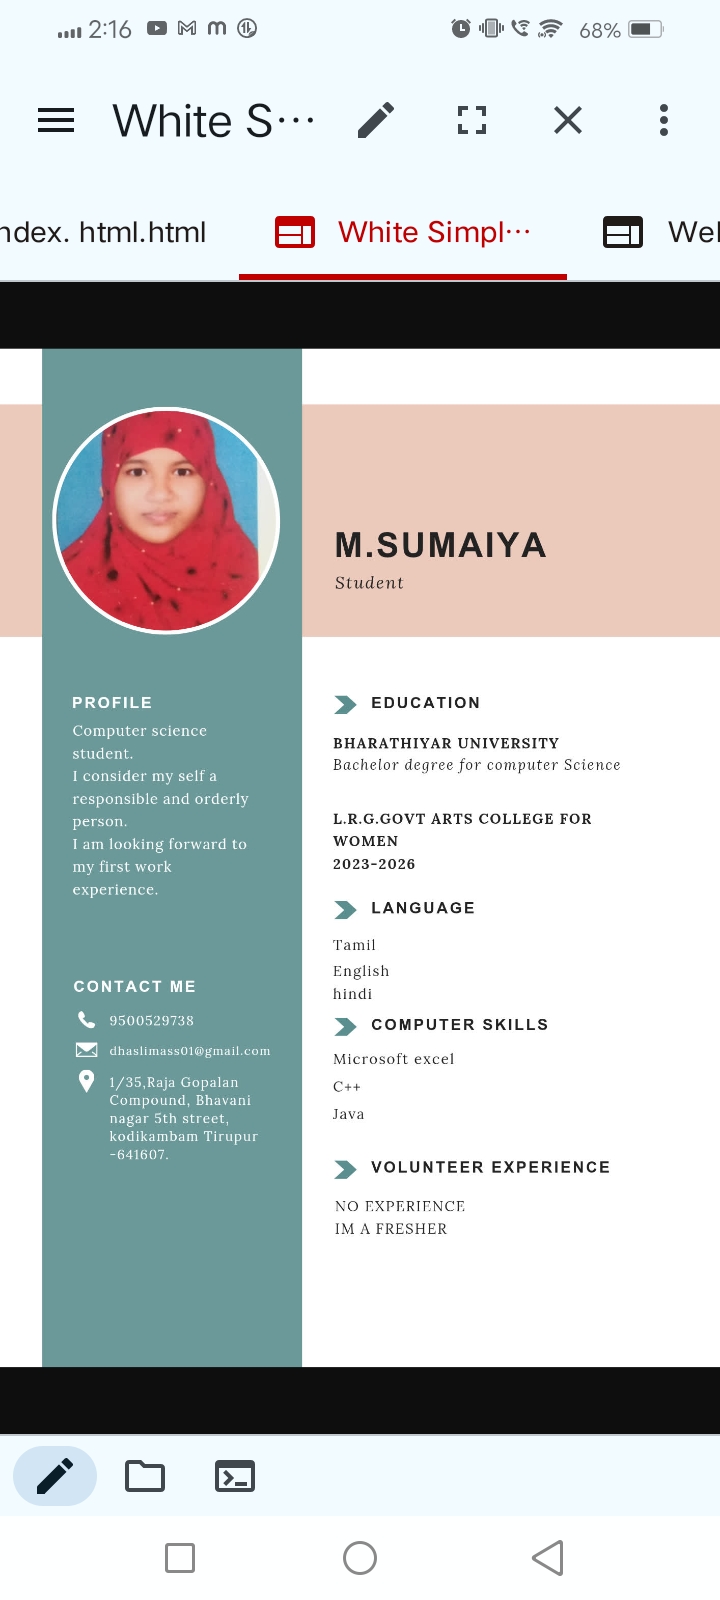 2:16
68%
White S···
ndex. html.html
White Simpl···
Wel
M.SUMAIYA
Student
PROFILE
Computer science
student.
I consider my self a
responsible and orderly
person.
I am looking forward to
my first work
experience.
CONTACT ME
9500529738
dhaslimass01@gmail.com
1/35,Raja Gopalan
Compound, Bhavani
nagar 5th street,
kodikambam Tirupur
-641607.
EDUCATION
BHARATHIYAR UNIVERSITY
Bachelor degree for computer Science
L.R.G.GOVT ARTS COLLEGE FOR
WOMEN
2023-2026
LANGUAGE
Tamil
English
hindi
COMPUTER SKILLS
Microsoft excel
C++
Java
VOLUNTEER EXPERIENCE
NO EXPERIENCE
IM A FRESHER